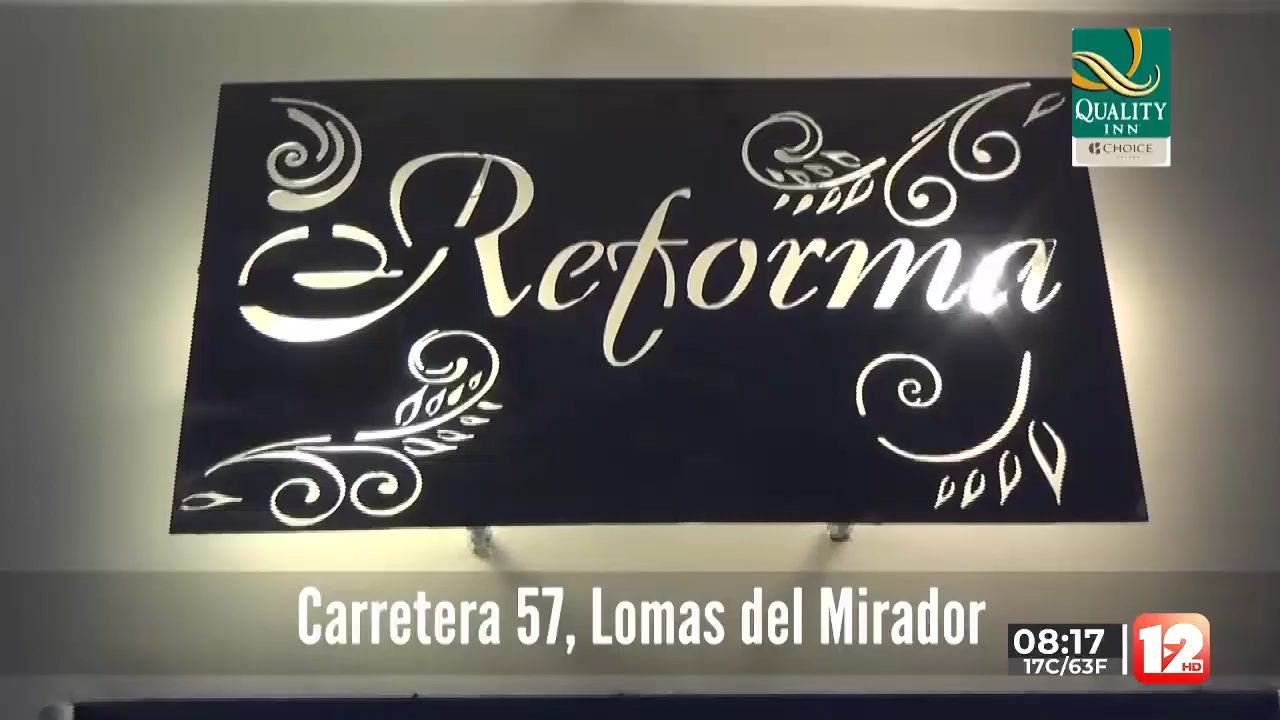 QUALITY
INN
CHOICE
Reforma
Carretera 57, Lomas del Mirador
08:17
17C/63F
12
HD